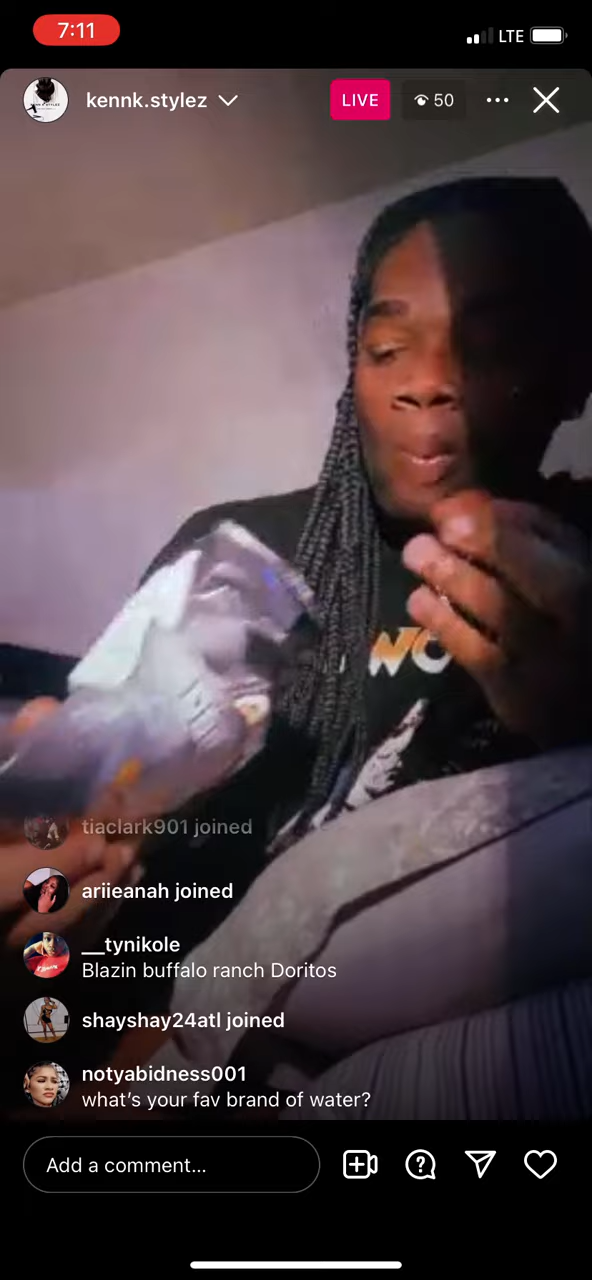 7:11
LTE
kennk.stylez
LIVE
50
WO
tiaclark901 joined
ariieanah joined
__tynikole
Blazin buffalo ranch Doritos
shayshay24atl joined
notyabidness001
what's your fav brand of water?
Add a comment...